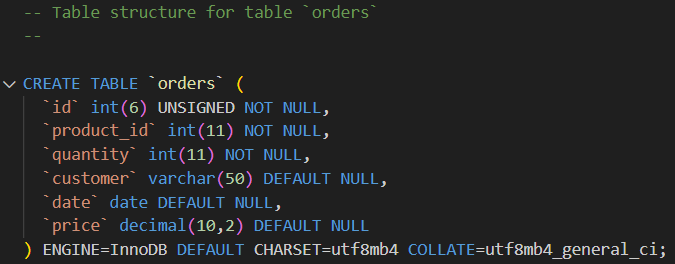 -- Table structure for table `orders`
--
CREATE TABLE `orders` (
`id` int(6) UNSIGNED NOT NULL,
`product_id` int(11) NOT NULL,
`quantity` int(11) NOT NULL,
`customer` varchar(50) DEFAULT NULL,
`date` date DEFAULT NULL,
`price` decimal(10,2) DEFAULT NULL
) ENGINE=InnoDB DEFAULT CHARSET=utf8mb4 COLLATE=utf8mb4_general_ci;